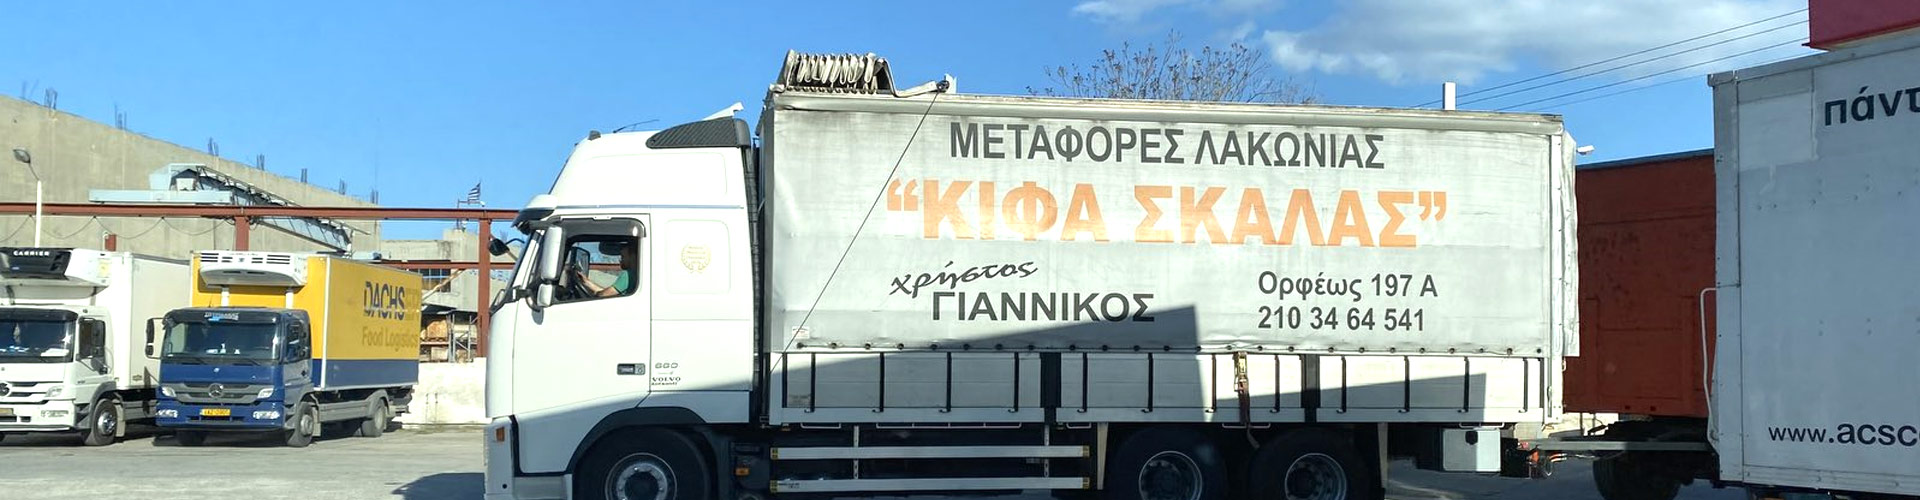 ΜΕΤΑΦΟΡΕΣ ΛΑΚΩΝΙΑΣ
“ΚΙΦΑ ΣΚΑΛΑΣ”
χρήστος
ΓΙΑΝΝΙΚΟΣ
Ορφέως 197 Α
210 34 64 541
πάντ
www.acsc
CARRIER
DACHS
Food Logistics
660
VOLVO